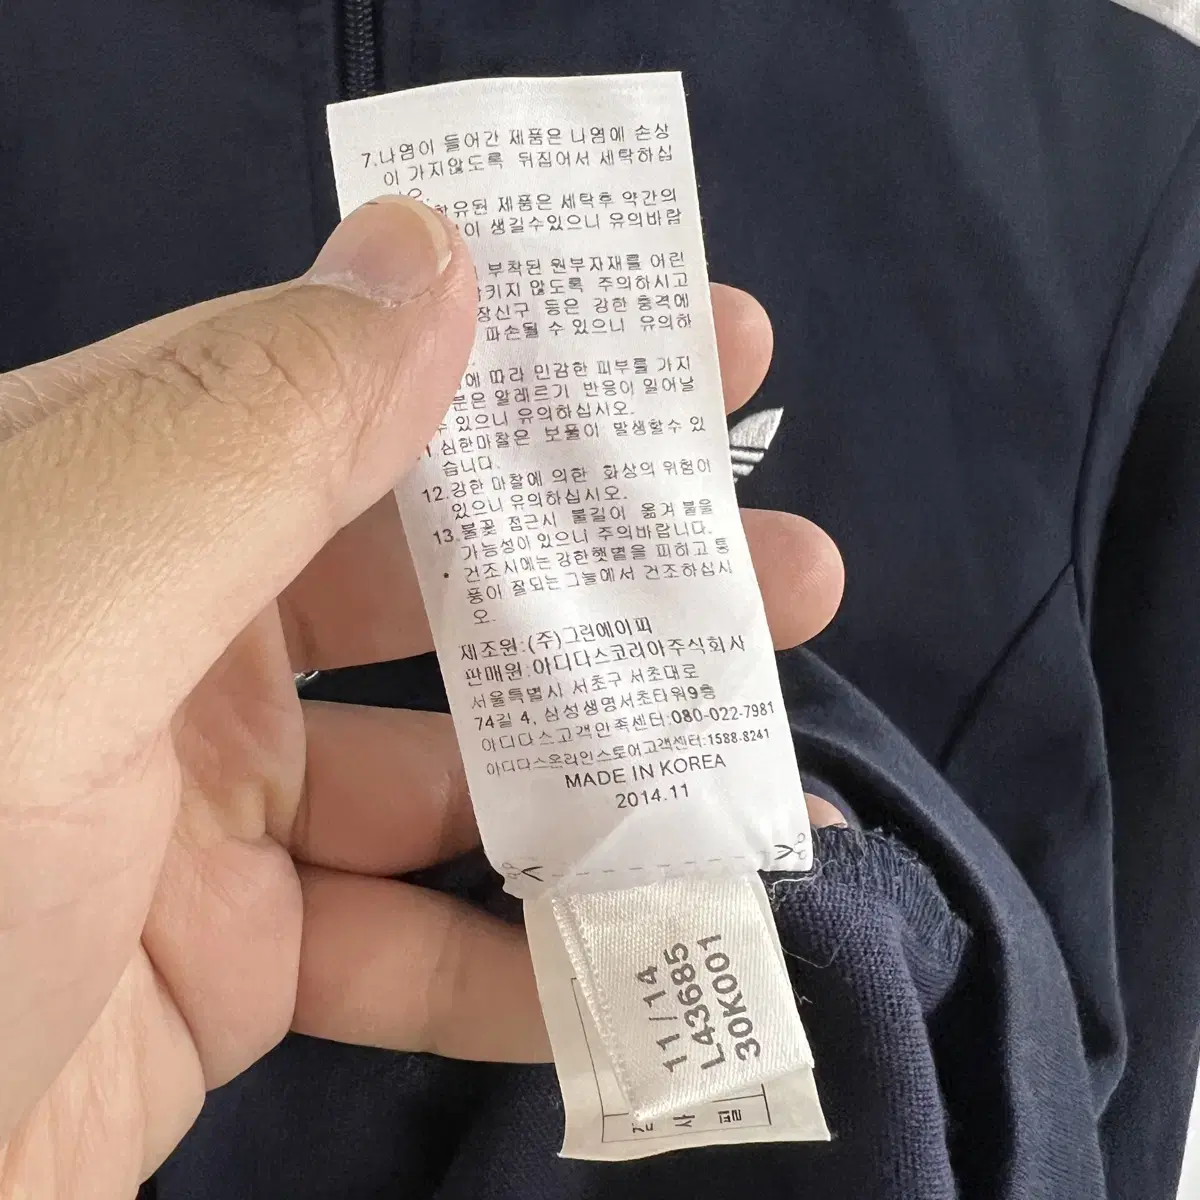 7.나염이 들어간 제품은 나염에 손상
이 가지않도록 뒤집어서 세탁하십
제품은 세탁후 약간의
생길수있으니 유의바람
부착된 원부자재를 어린
않도록 주의하시고
장신구 등은 강한 충격에
파손될 수 있으니 유의하
따라 민감한 피부를 가지
분은 알레르기 반응이 일어날
수 있으니 유의하십시오.
심한마찰은 보풀이 발생할수 있
습니다.
12.강한 마찰에 의한 화상의 위험이
있으니 유의하십시오.
13.불꽃 접근시 불길이 옮겨 붙을
가능성이 있으니 주의바랍니다.
• 건조시에는 강한햇볕을 피하고 통
풍이 잘되는 그늘에서 건조하십시
오.
제조원:(주)그린에이피
판매원:아디다스코리아주식회사
서울특별시 서초구 서초대로
74길 4, 삼성생명서초타워9층
아디다스고객만족센터:080-022-7981
아디다스온라인스토어고객센터:1588-8241
MADE IN KOREA
2014.11
11/14
L43685
30K001